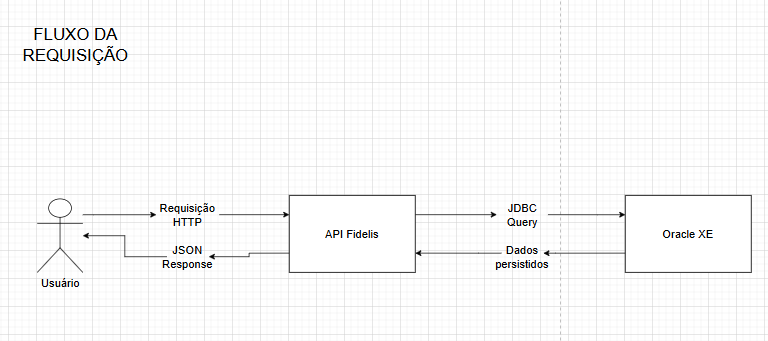 FLUXO DA
REQUISIÇÃO
Requisição
HTTP
JSON
Response
Usuário
API Fidelis
JDBC
Query
Dados
persistidos
Oracle XE